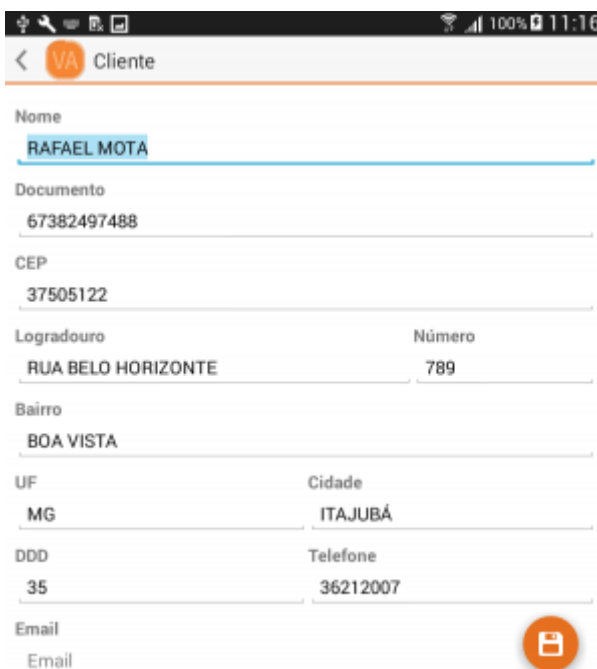 100% 11:16
VA Cliente
Nome
RAFAEL MOTA
Documento
67382497488
CEP
37505122
Logradouro Número
RUA BELO HORIZONTE 789
Bairro
BOA VISTA
UF Cidade
MG ITAJUBÁ
DDD Telefone
35 36212007
Email
Email